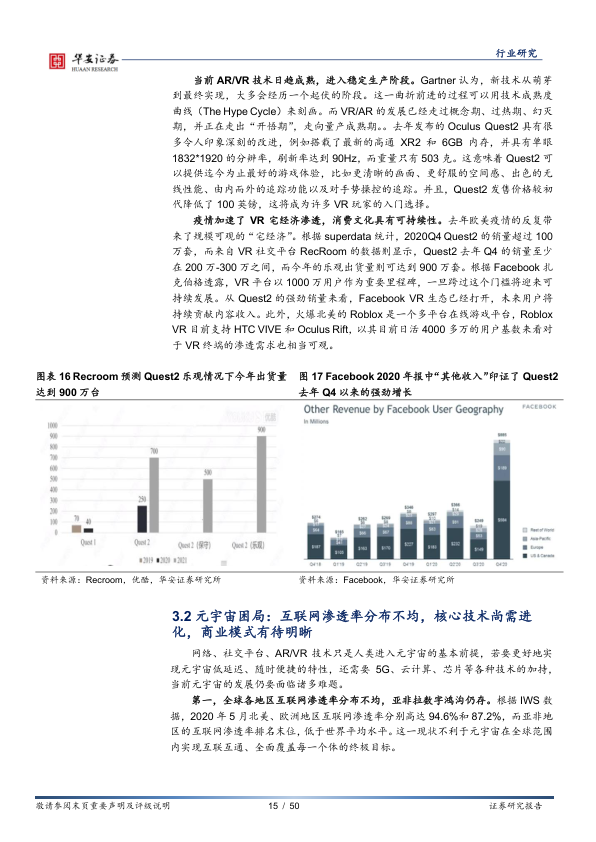 华安证券
HUAAN RESEARCH
行业研究
当前 AR/VR 技术日趋成熟，进入稳定生产阶段。Gartner 认为，新技术从萌芽
到最终实现，大多会经历一个起伏的阶段。这一曲折前进的过程可以用技术成熟度
曲线（The Hype Cycle）来刻画。而 VR/AR 的发展已经走过概念期、过热期、幻灭
期，并正在走出“开悟期”，走向量产成熟期。。去年发布的 Oculus Quest2 具有很
多令人印象深刻的改进，例如搭载了最新的高通 XR2 和 6GB 内存，并具有单眼
1832*1920 的分辨率，刷新率达到 90Hz，而重量只有 503 克。这意味着 Quest2 可
以提供迄今为止最好的游戏体验，比如更清晰的画面、更舒服的空间感、出色的无
线性能、由内而外的追踪功能以及对手势操控的追踪。并且，Quest2 发售价格较初
代降低了 100 英镑，这将成为许多 VR 玩家的入门选择。
疫情加速了 VR 宅经济渗透，消费文化具有可持续性。去年欧美疫情的反复带
来了规模可观的“宅经济”。根据 superdata 统计，2020Q4 Quest2 的销量超过 100
万套，而来自 VR 社交平台 RecRoom 的数据则显示，Quest2 去年 Q4 的销量至少
在 200 万-300 万之间，而今年的乐观出货量则可达到 900 万套。根据 Facebook 扎
克伯格透露，VR 平台以 1000 万用户作为重要里程碑，一旦跨过这个门槛将迎来可
持续发展。从 Quest2 的强劲销量来看，Facebook VR 生态已经打开，未来用户将
持续贡献内容收入。此外，火爆北美的 Roblox 是一个多平台在线游戏平台，Roblox
VR 目前支持 HTC VIVE 和 Oculus Rift，以其目前日活 4000 多万的用户基数来看对
于 VR 终端的渗透需求也相当可观。
图表 16 Recroom 预测 Quest2 乐观情况下今年出货量
达到 900 万台
图 17 Facebook 2020 年报中“其他收入”印证了 Quest2
去年 Q4 以来的强劲增长
1000
900
800
700
600
500
400
300
200
100
0
70
40
250
700
500
900
Quest 1
Quest 2
Quest 2（保守）
Quest 2（乐观）
2019 2020 2021
Other Revenue by Facebook User Geography
FACEBOOK
In Millions
Q4'18 Q1'19 Q2'19 Q3'19 Q4'19 Q1'20 Q2'20 Q3'20 Q4'20
Rest of World
Asia-Pacific
Europe
US & Canada
资料来源：Recroom，优酷，华安证券研究所
资料来源：Facebook，华安证券研究所
3.2 元宇宙困局：互联网渗透率分布不均，核心技术尚需进
化，商业模式有待明晰
网络、社交平台、AR/VR 技术只是人类进入元宇宙的基本前提，若要更好地实
现元宇宙低延迟、随时便捷的特性，还需要 5G、云计算、芯片等各种技术的加持，
当前元宇宙的发展仍要面临诸多难题。
第一，全球各地区互联网渗透率分布不均，亚非拉数字鸿沟仍存。根据 IWS 数
据，2020 年 5 月北美、欧洲地区互联网渗透率分别高达 94.6%和 87.2%，而亚非地
区的互联网渗透率排名末位，低于世界平均水平。这一现状不利于元宇宙在全球范围
内实现互联互通、全面覆盖每一个体的终极目标。
敬请参阅末页重要声明及评级说明
15 / 50
证券研究报告